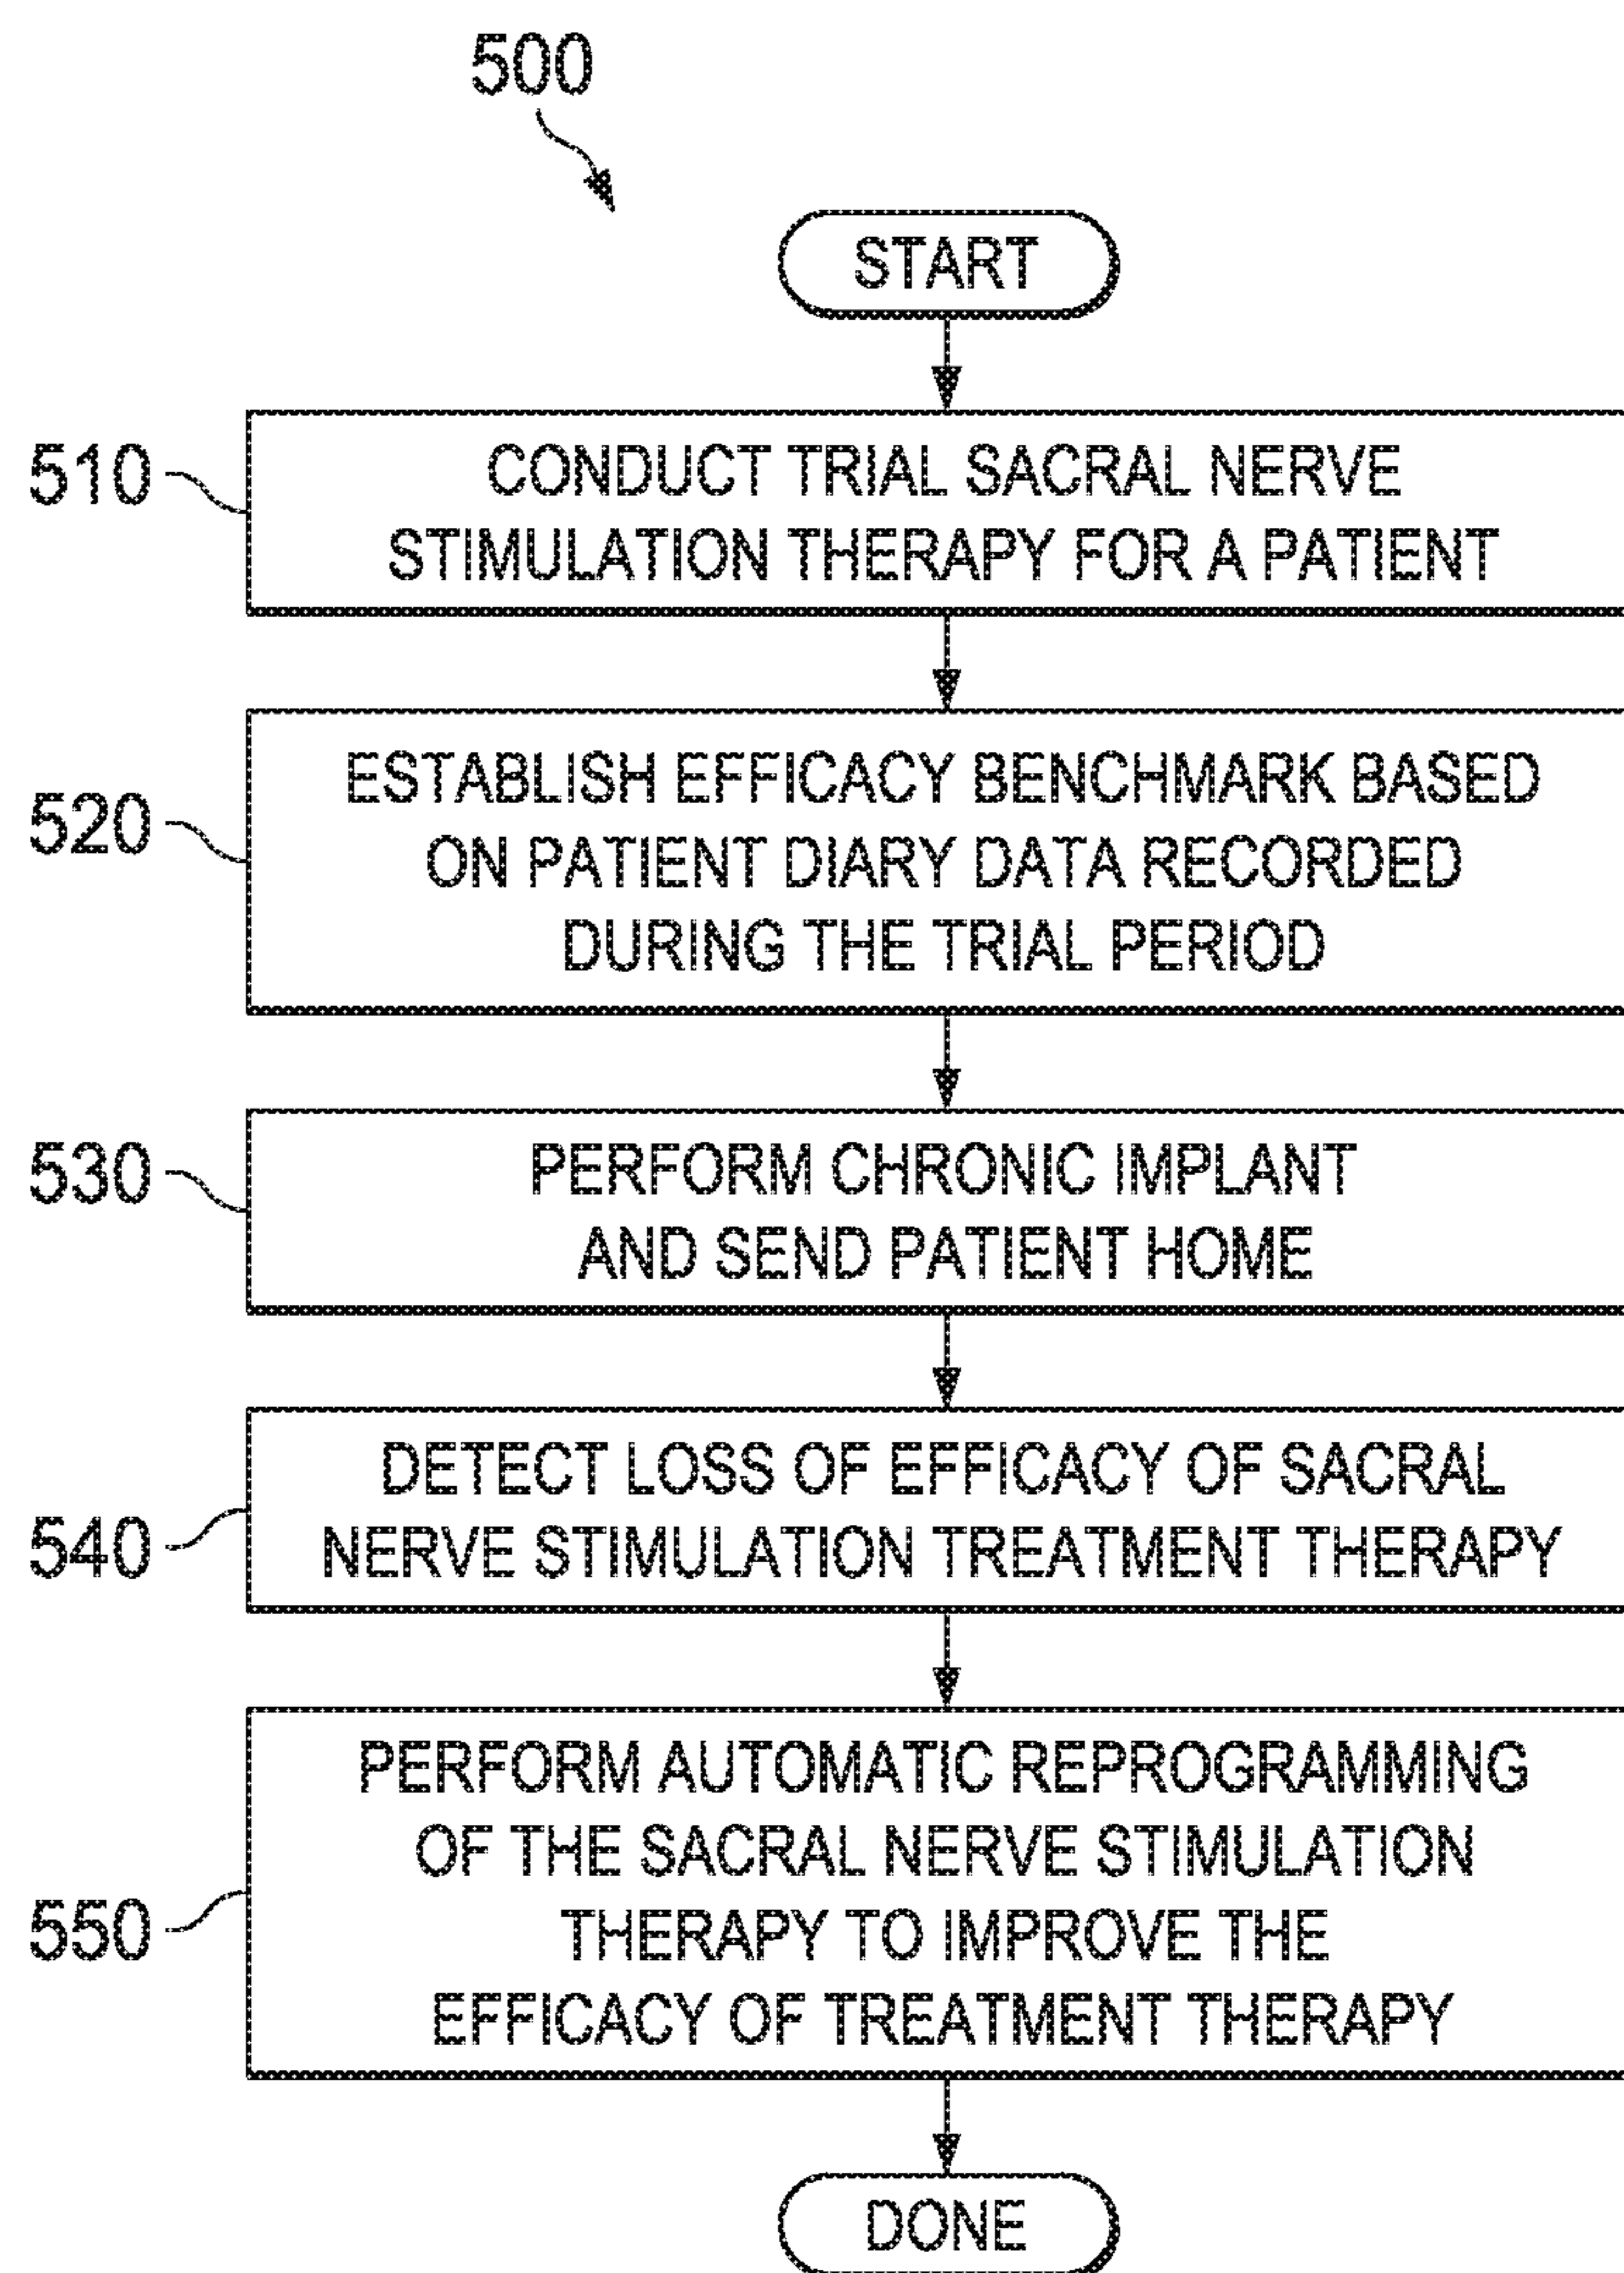 500
START
510
CONDUCT TRIAL SACRAL NERVE
STIMULATION THERAPY FOR A PATIENT
520
ESTABLISH EFFICACY BENCHMARK BASED
ON PATIENT DIARY DATA RECORDED
DURING THE TRIAL PERIOD
530
PERFORM CHRONIC IMPLANT
AND SEND PATIENT HOME
540
DETECT LOSS OF EFFICACY OF SACRAL
NERVE STIMULATION TREATMENT THERAPY
550
PERFORM AUTOMATIC REPROGRAMMING
OF THE SACRAL NERVE STIMULATION
THERAPY TO IMPROVE THE
EFFICACY OF TREATMENT THERAPY
DONE